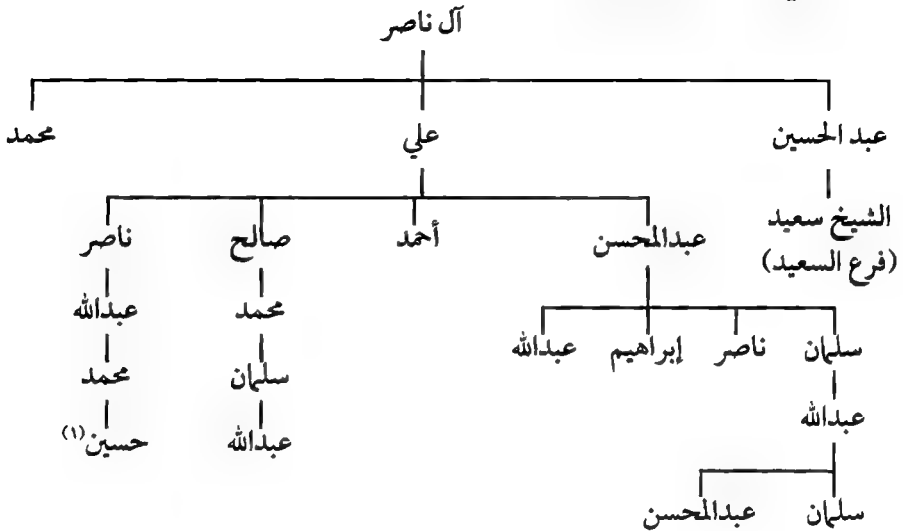 آل ناصر
عبد الحسين علي محمد
الشيخ سعيد
(فرع السعيد)
عبدالمحسن أحمد صالح ناصر
محمد عبدالله
سلمان ناصر إبراهيم عبدالله
سلمان محمد
عبدالله
عبدالله حسين(١)
سلمان عبدالمحسن